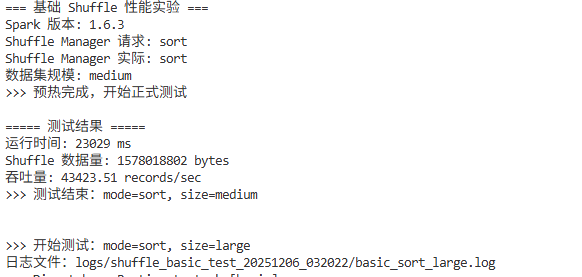 === 基础 Shuffle 性能实验 ===
Spark 版本: 1.6.3
Shuffle Manager 请求: sort
Shuffle Manager 实际: sort
数据集规模: medium
>>> 预热完成，开始正式测试
===== 测试结果 =====
运行时间: 23029 ms
Shuffle 数据量: 1578018802 bytes
吞吐量: 43423.51 records/sec
>>> 测试结束: mode=sort, size=medium
>>> 开始测试: mode=sort, size=large
日志文件: logs/shuffle_basic_test_20251206_032022/basic_sort_large.log